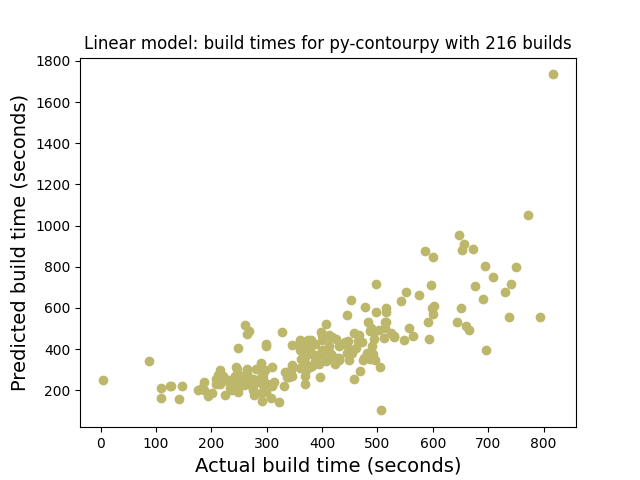 Linear model: build times for py-contourpy with 216 builds
Predicted build time (seconds)
1800
1600
1400
1200
1000
800
600
400
200
0 100 200 300 400 500 600 700 800
Actual build time (seconds)